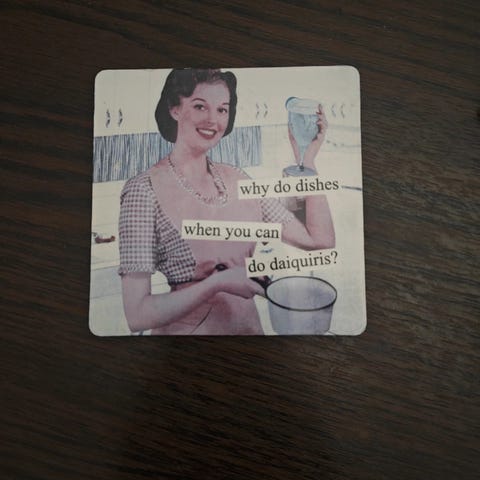 why do dishes
when you can
do daiquiris?